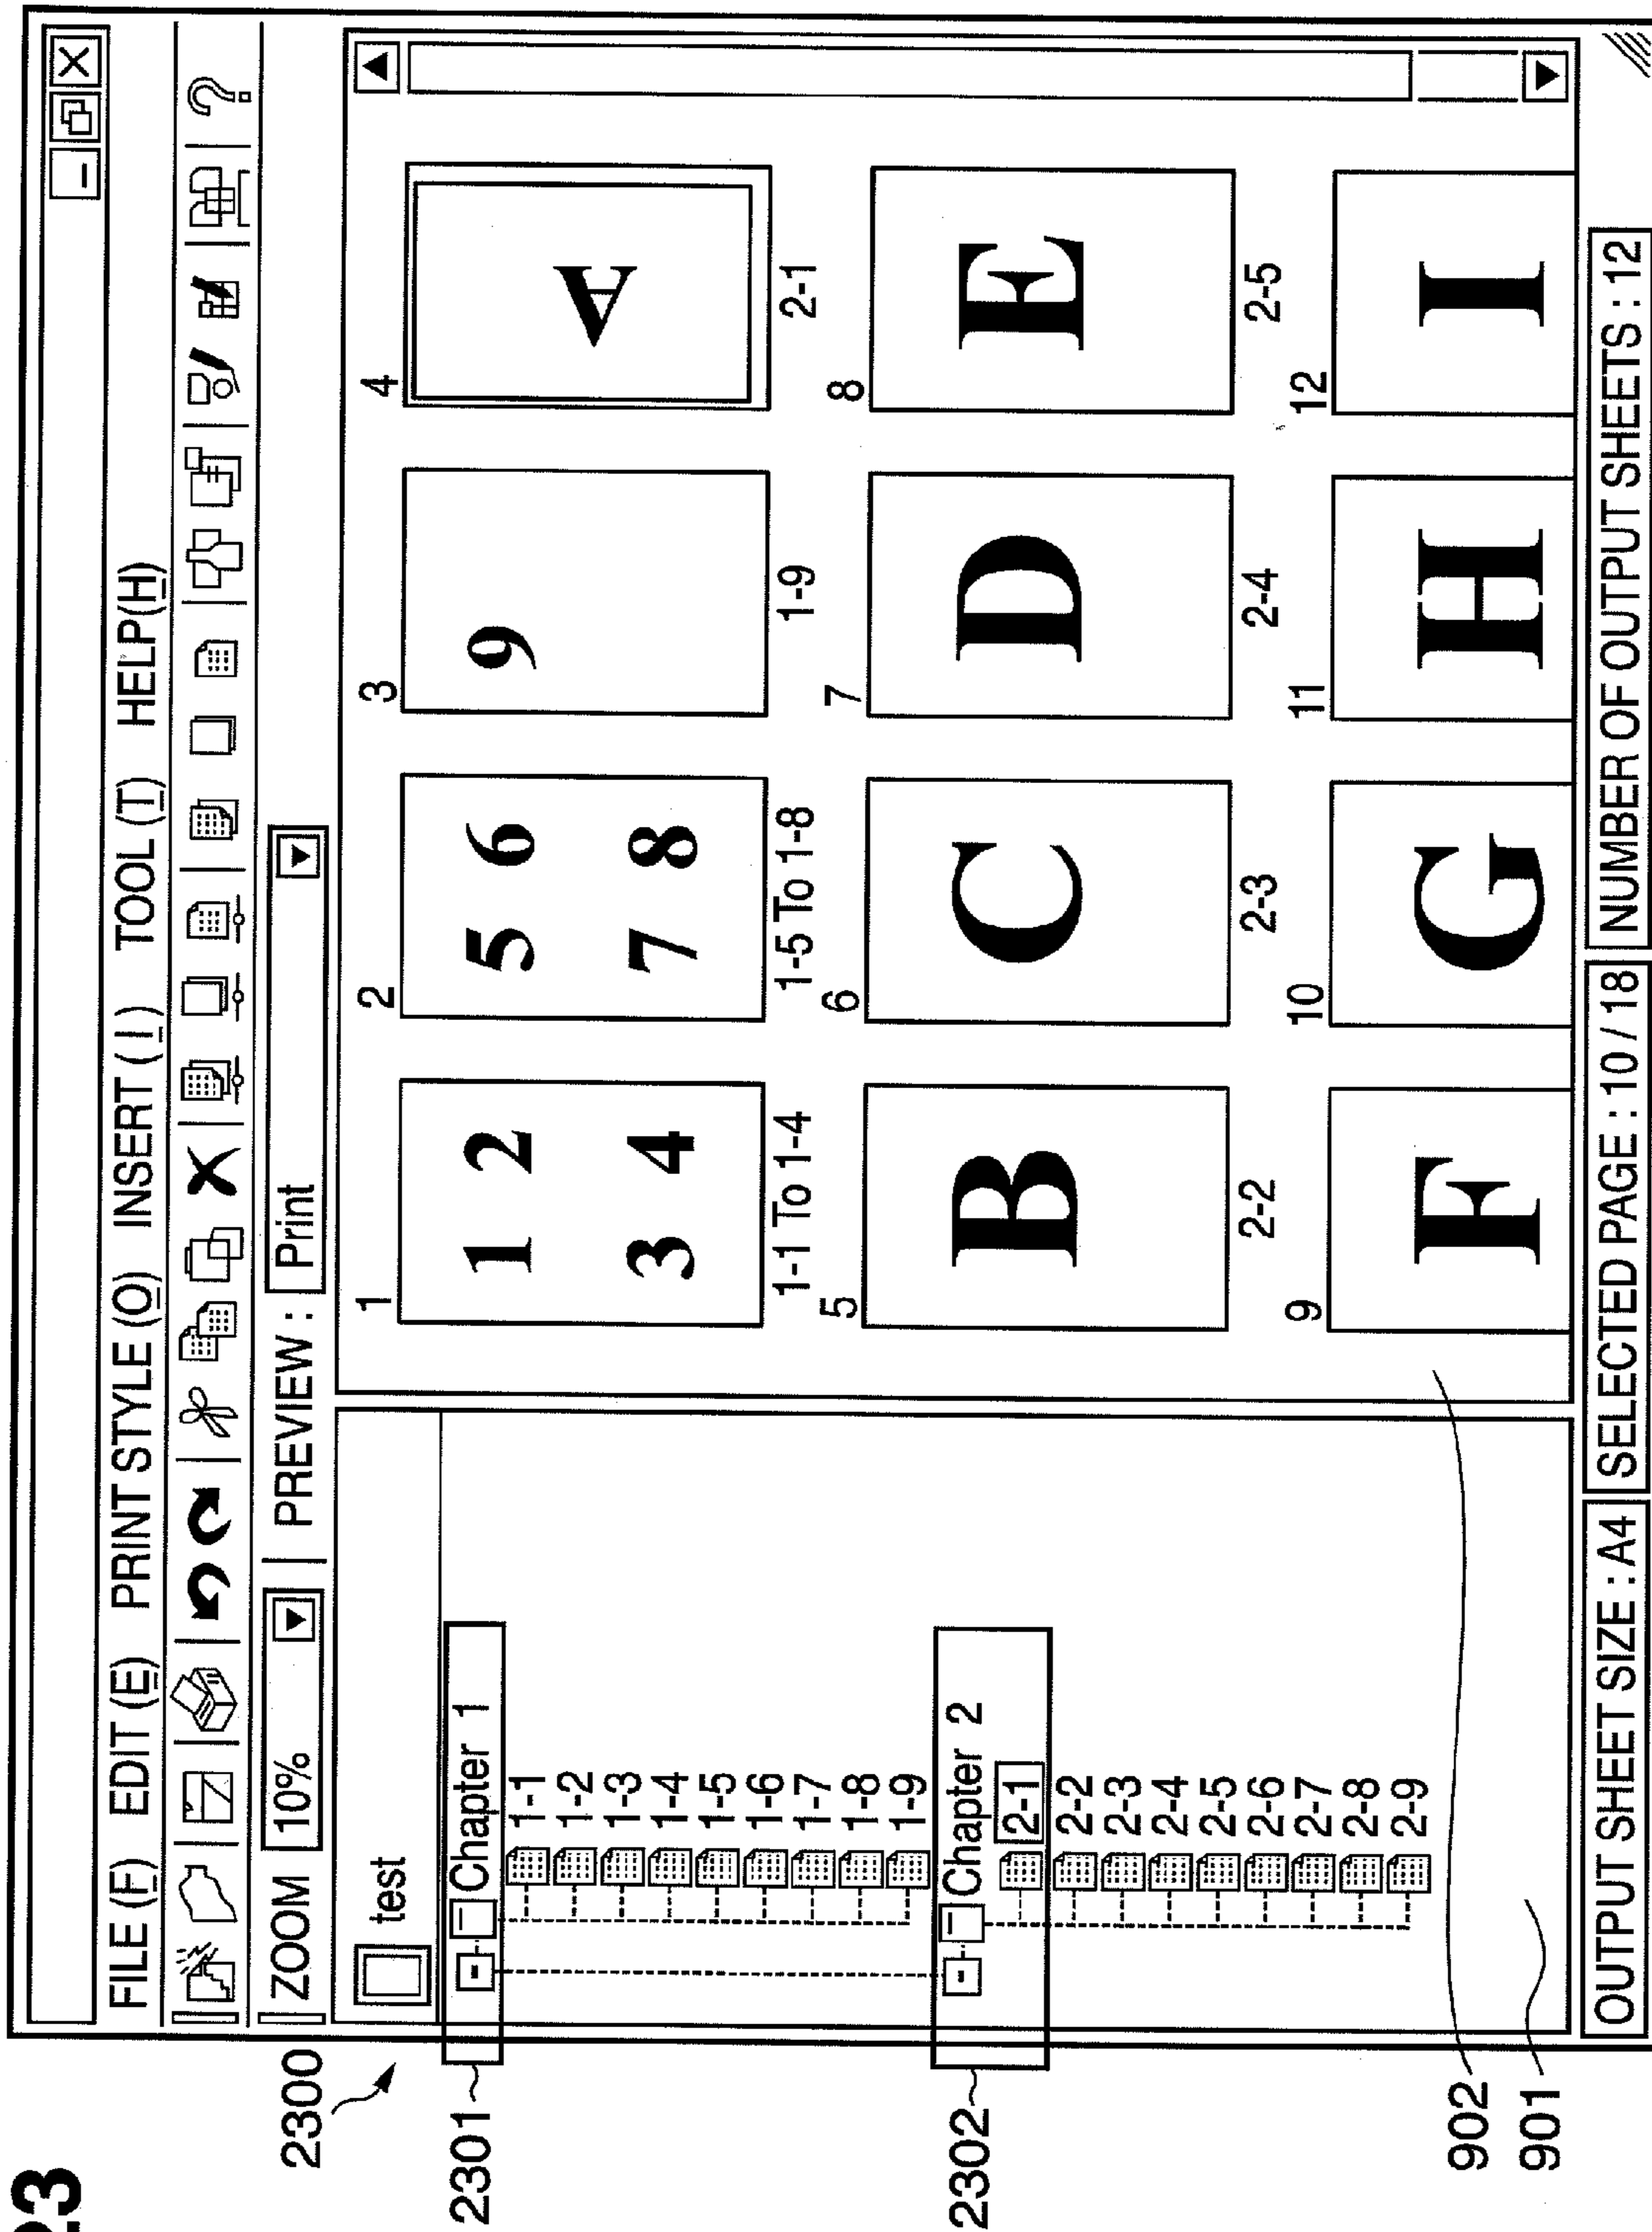 23
2300
FILE (F) EDIT (E) PRINT STYLE (O) INSERT (I) TOOL (T) HELP(H)
ZOOM 10% PREVIEW : Print
test
2301
Chapter 1
1-1
1-2
1-3
1-4
1-5
1-6
1-7
1-8
1-9
2302
Chapter 2
2-1
2-2
2-3
2-4
2-5
2-6
2-7
2-8
2-9
902
901
1 2 3 4
1 2 5 6 9 A
3 4 7 8
1-1 To 1-4 1-5 To 1-8 1-9 2-1
5 6 7 8
B C D E
2-2 2-3 2-4 2-5
9 10 11 12
F G H I
OUTPUT SHEET SIZE : A4 SELECTED PAGE : 10 / 18 NUMBER OF OUTPUT SHEETS : 12